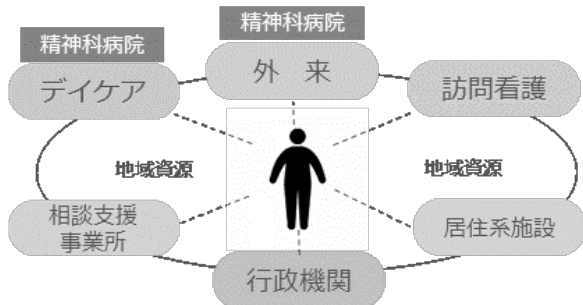 精神科病院
精神科病院
デイケア
外 来
訪問看護
地域資源
地域資源
相談支援
事業所
居住系施設
行政機関